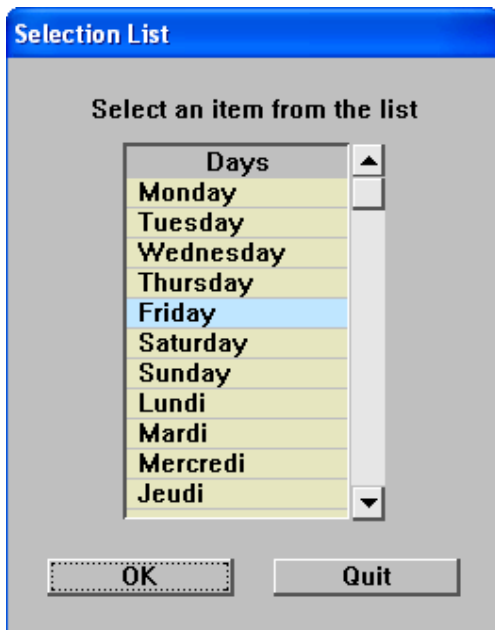 Selection List
Select an item from the list
Days
Monday
Tuesday
Wednesday
Thursday
Friday
Saturday
Sunday
Lundi
Mardi
Mercredi
Jeudi
OK Quit